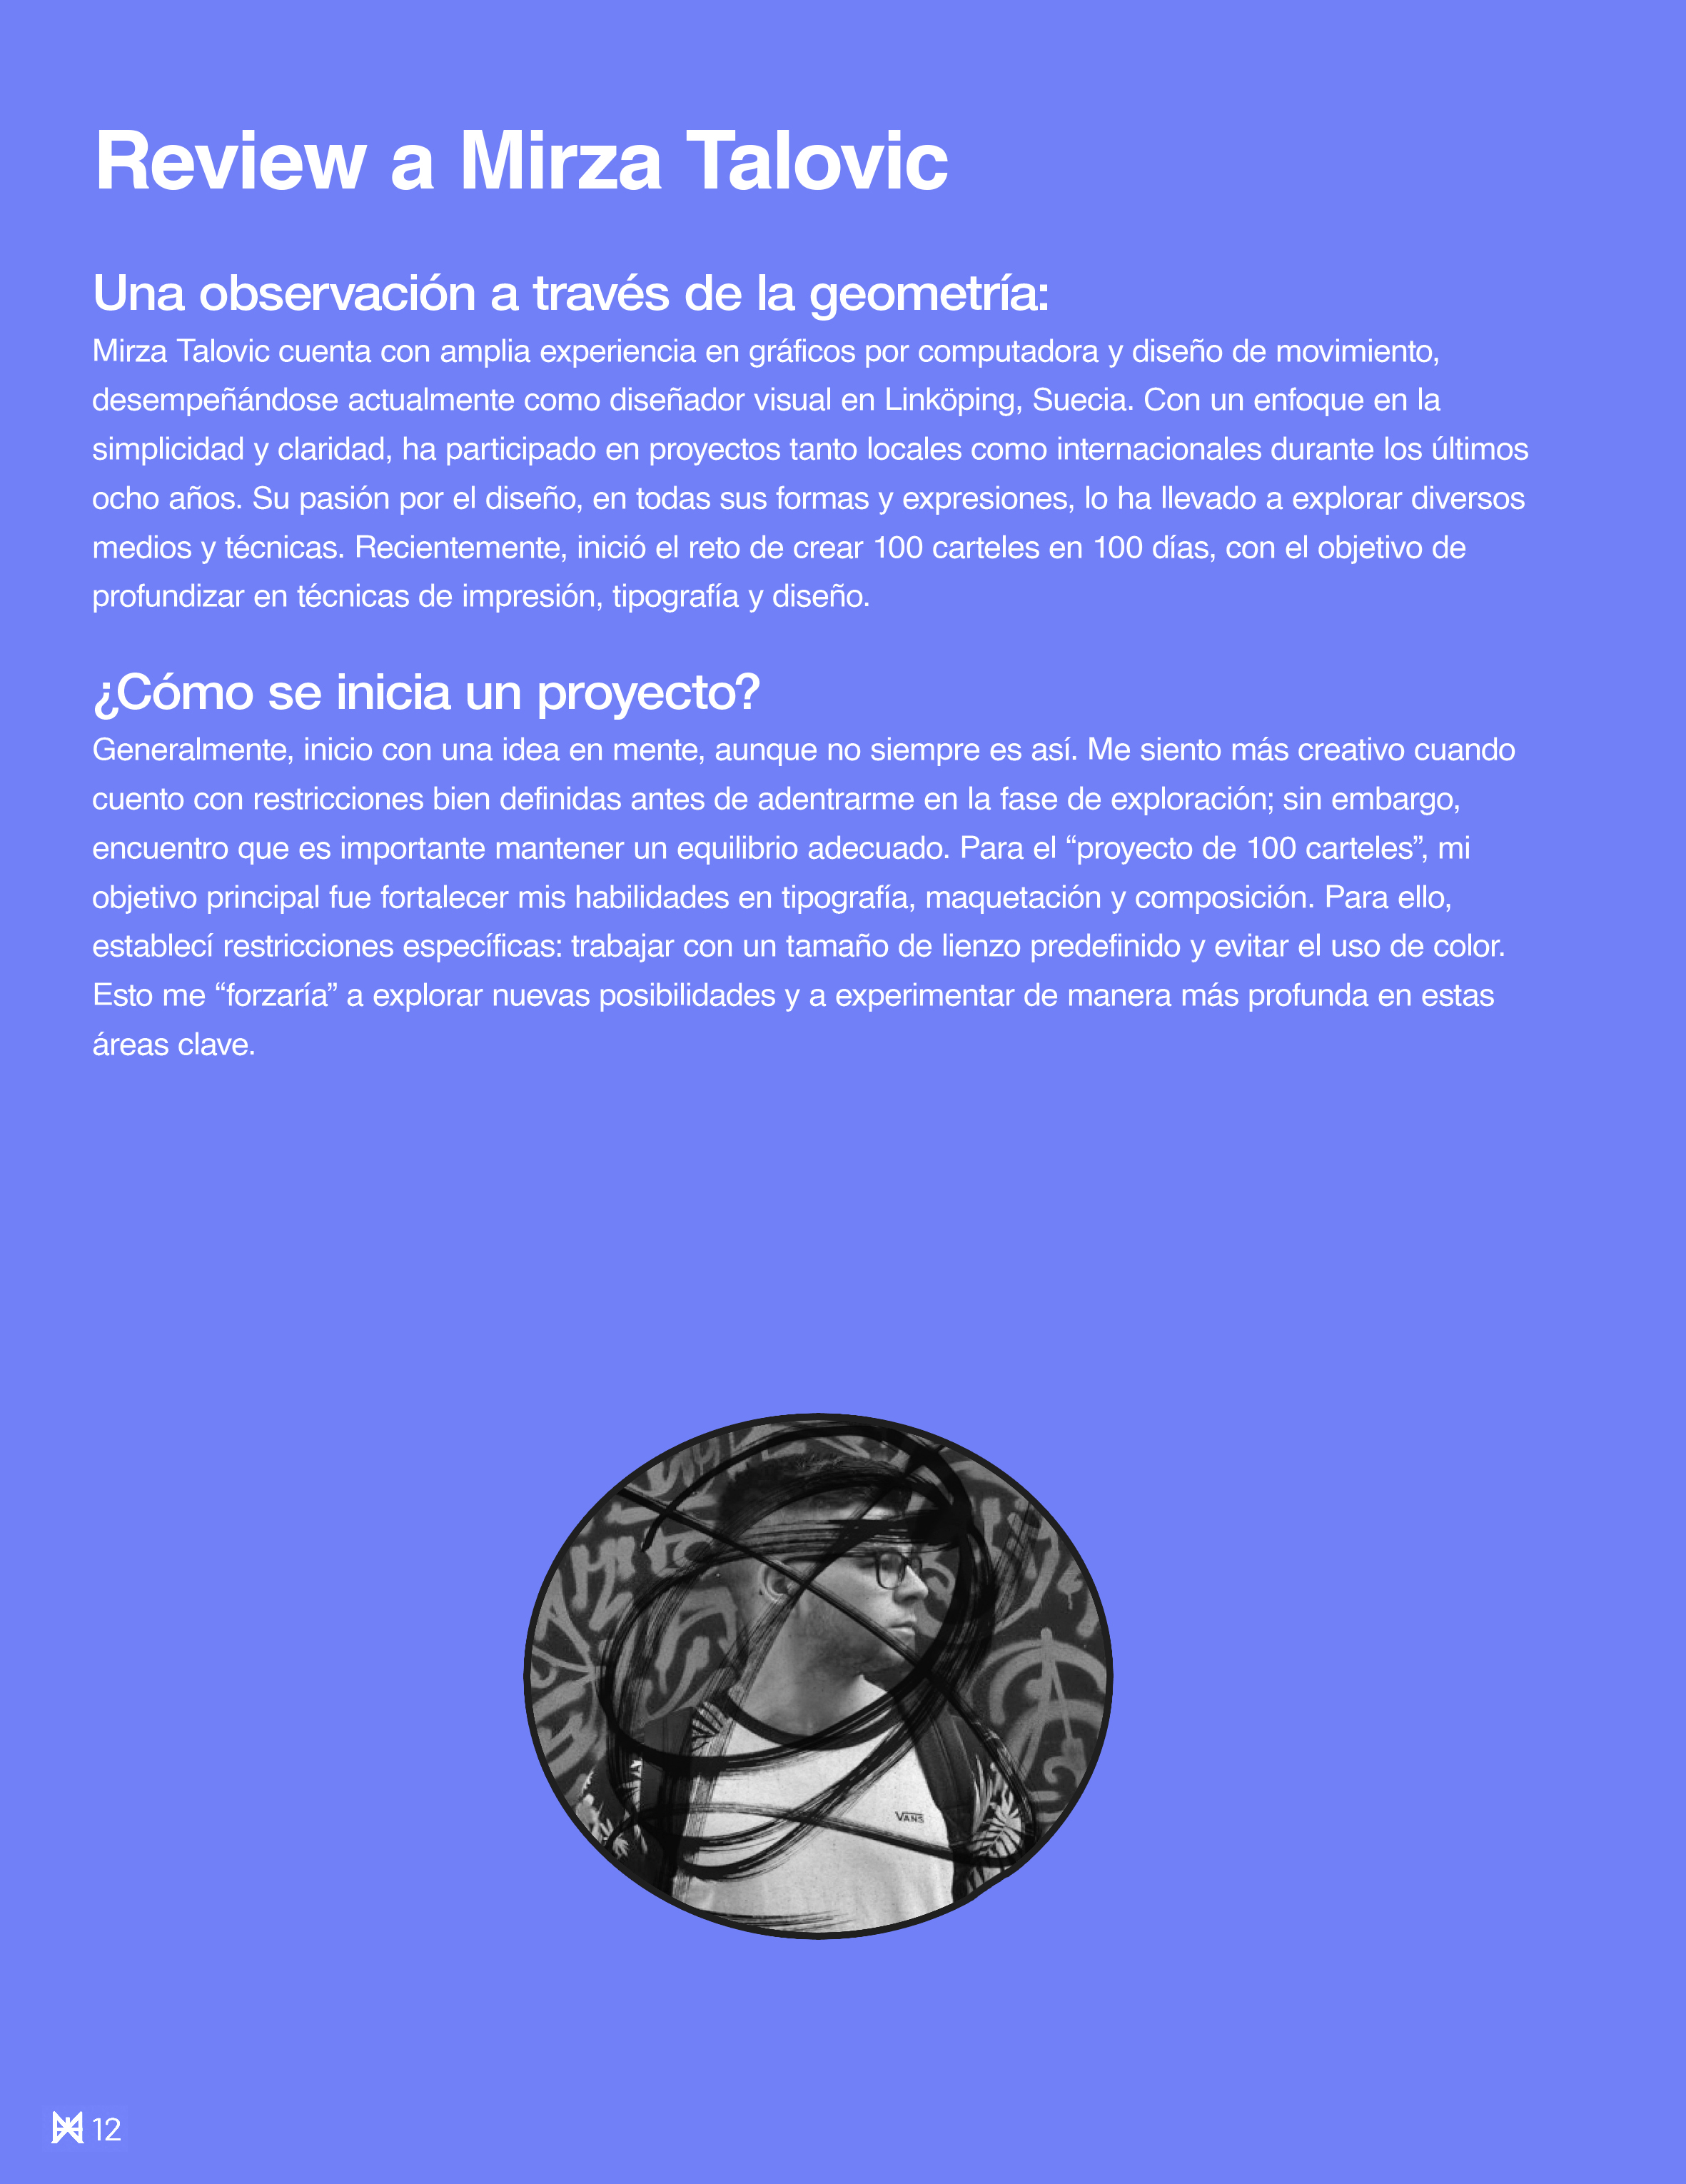 Review a Mirza Talovic
Una observación a través de la geometría:
Mirza Talovic cuenta con amplia experiencia en gráficos por computadora y diseño de movimiento,
desempeñándose actualmente como diseñador visual en Linköping, Suecia. Con un enfoque en la
simplicidad y claridad, ha participado en proyectos tanto locales como internacionales durante los últimos
ocho años. Su pasión por el diseño, en todas sus formas y expresiones, lo ha llevado a explorar diversos
medios y técnicas. Recientemente, inició el reto de crear 100 carteles en 100 días, con el objetivo de
profundizar en técnicas de impresión, tipografía y diseño.
¿Cómo se inicia un proyecto?
Generalmente, inicio con una idea en mente, aunque no siempre es así. Me siento más creativo cuando
cuento con restricciones bien definidas antes de adentrarme en la fase de exploración; sin embargo,
encuentro que es importante mantener un equilibrio adecuado. Para el “proyecto de 100 carteles”, mi
objetivo principal fue fortalecer mis habilidades en tipografía, maquetación y composición. Para ello,
establecí restricciones específicas: trabajar con un tamaño de lienzo predefinido y evitar el uso de color.
Esto me “forzaría” a explorar nuevas posibilidades y a experimentar de manera más profunda en estas
áreas clave.
VANS
12